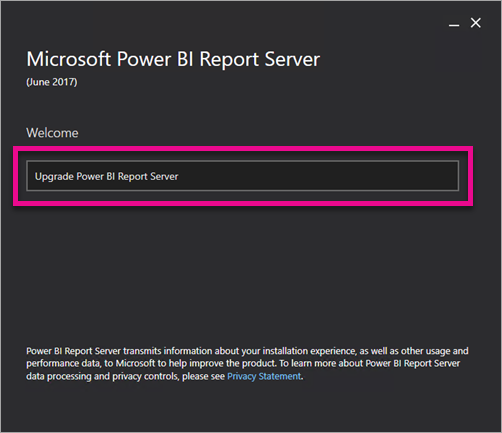 Microsoft Power BI Report Server
(June 2017)
Welcome
Upgrade Power BI Report Server
Power BI Report Server transmits information about your installation experience, as well as other usage and
performance data, to Microsoft to help improve the product. To learn more about Power BI Report Server
data processing and privacy controls, please see Privacy Statement.